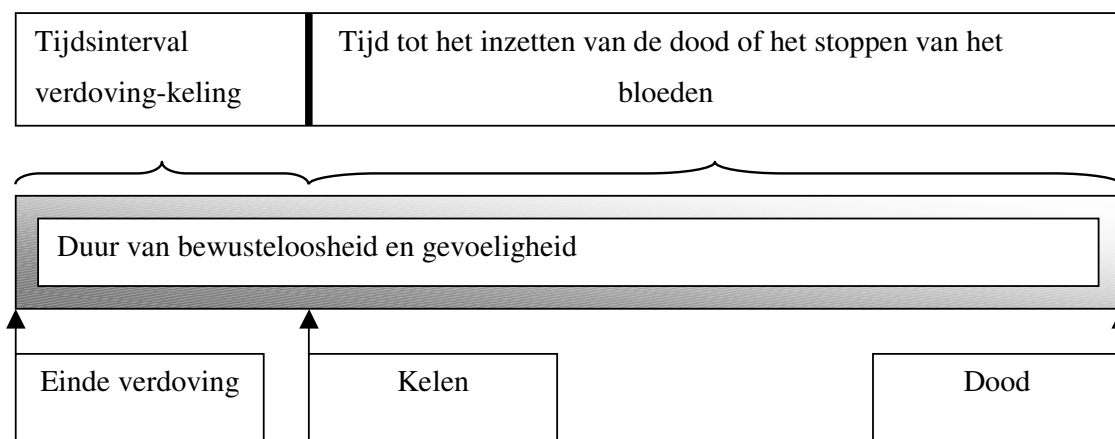 Tijdsinterval
verdoving-keling
Tijd tot het inzetten van de dood of het stoppen van het
bloeden
Duur van bewusteloosheid en gevoeligheid
Einde verdoving
Kelen
Dood